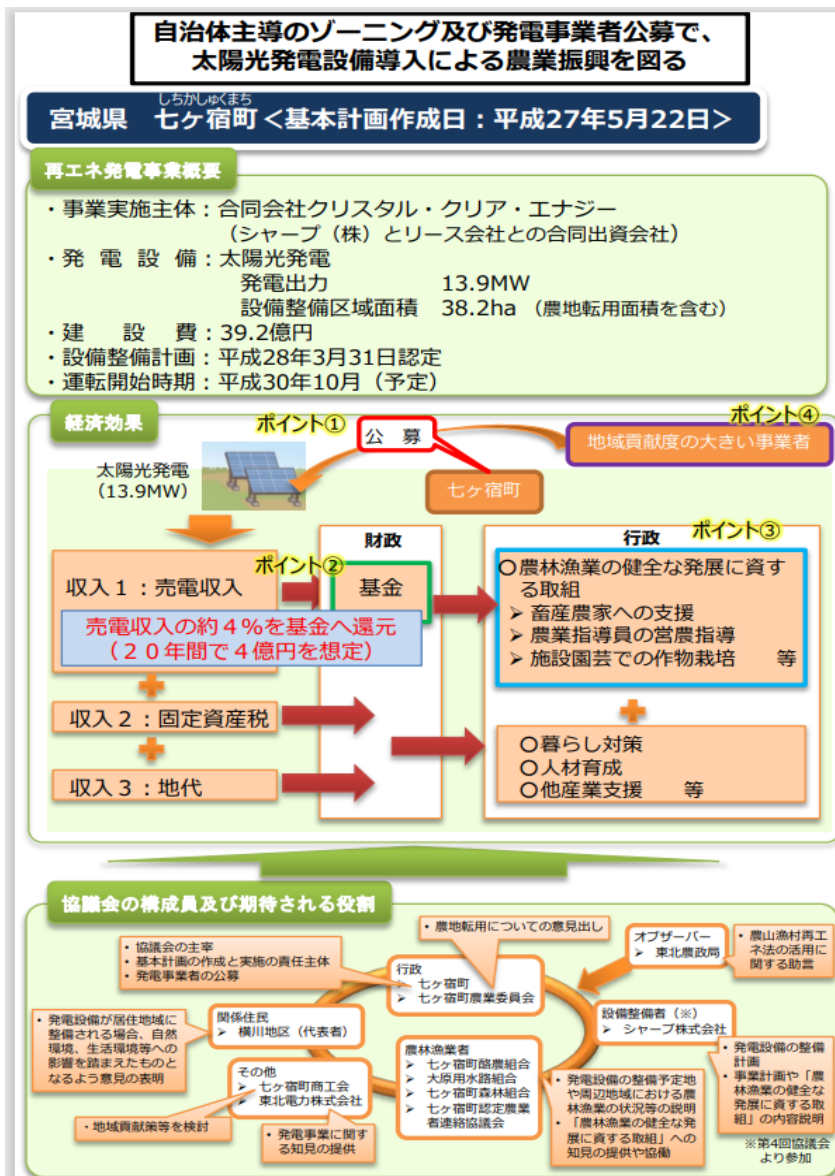 自治体主導のゾーニング及び発電事業者公募で、
太陽光発電設備導入による農業振興を図る
しちかしゅくまち
宮城県　七ヶ宿町＜基本計画作成日：平成27年5月22日＞
再エネ発電事業概要
・事業実施主体：合同会社クリスタル・クリア・エナジー
（シャープ（株）とリース会社との合同出資会社）
・発 電 設 備：太陽光発電
発電出力　13.9MW
設備整備区域面積　38.2ha （農地転用面積を含む）
・建　設　費：39.2億円
・設備整備計画：平成28年3月31日認定
・運転開始時期：平成30年10月（予定）
経済効果
ポイント①
公　募
ポイント④
地域貢献度の大きい事業者
太陽光発電
（13.9MW）
七ヶ宿町
財政
行政
ポイント③
収入１：売電収入
ポイント②
基金
売電収入の約４％を基金へ還元
（２０年間で４億円を想定）
〇農林漁業の健全な発展に資す
る取組
➢ 畜産農家への支援
➢ 農業指導員の営農指導
➢ 施設園芸での作物栽培　等
収入２：固定資産税
収入３：地代
〇暮らし対策
〇人材育成
〇他産業支援　等
協議会の構成員及び期待される役割
・協議会の主宰
・基本計画の作成と実施の責任主体
・発電事業者の公募
・農地転用についての意見出し
行政
➢ 七ヶ宿町
➢ 七ヶ宿町農業委員会
オブザーバー
➢ 東北農政局
・農山漁村再エ
ネ法の活用に
関する助言
・発電設備が居住地域に
整備される場合、自然
環境、生活環境等への
影響を踏まえたものと
なるよう意見の表明
関係住民
➢ 横川地区（代表者）
設備整備者（※）
➢ シャープ株式会社
・発電設備の整備
計画
・事業計画や「農
林漁業の健全な
発展に資する取
組」の内容説明
※第4回協議会
より参加
その他
➢ 七ヶ宿町商工会
➢ 東北電力株式会社
・地域貢献策等を検討
・発電事業に関す
る知見の提供
農林漁業者
➢ 七ヶ宿町酪農組合
➢ 大原用水路組合
➢ 七ヶ宿町森林組合
➢ 七ヶ宿町認定農業
者連絡協議会
・発電設備の整備予定地
や周辺地域における農
林漁業の状況等の説明
・「農林漁業の健全な発
展に資する取組」への
知見の提供や協働